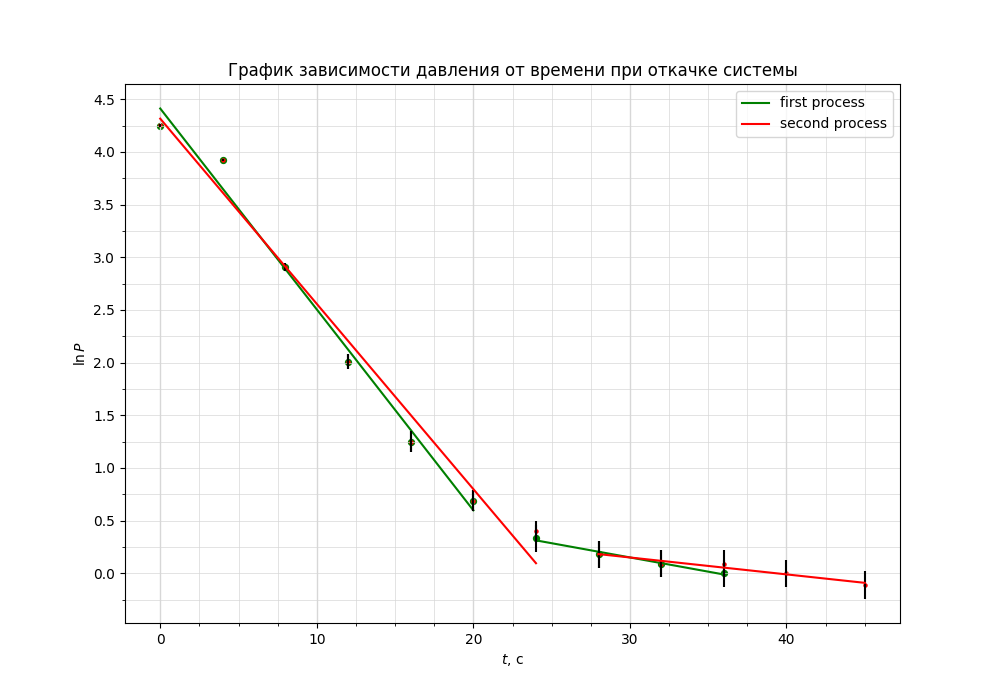 График зависимости давления от времени при откачке системы
first process
second process
ln P
4.5
4.0
3.5
3.0
2.5
2.0
1.5
1.0
0.5
0.0
0 10 20 30 40
t, с